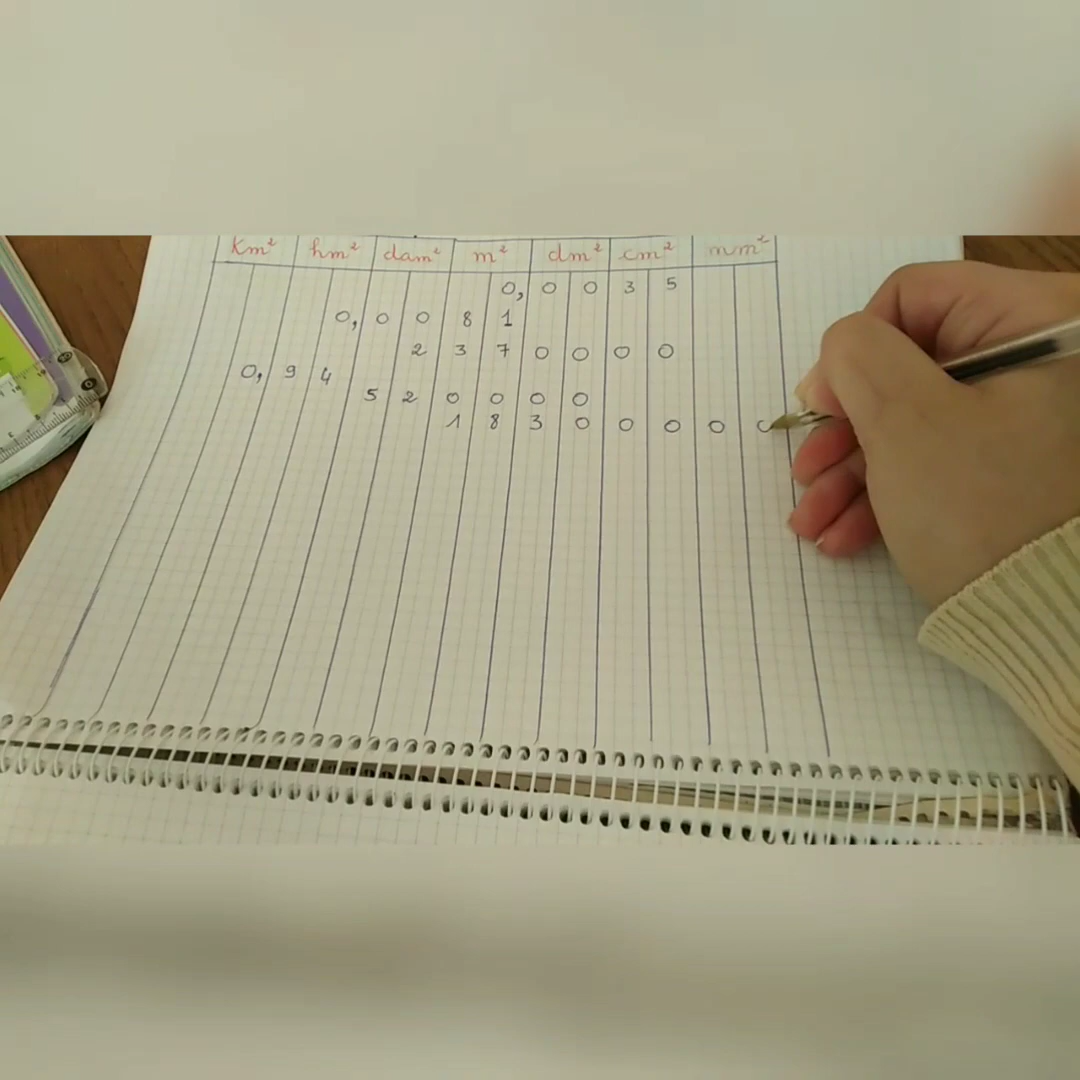 Km² hm² dam² m² dm² cm² mm²
0, 0 0 3 5
0, 0 0 8 1
2 3 7 0 0 0 0
0, 9 4
5 2 0 0 0 0
1 8 3 0 0 0 0 0